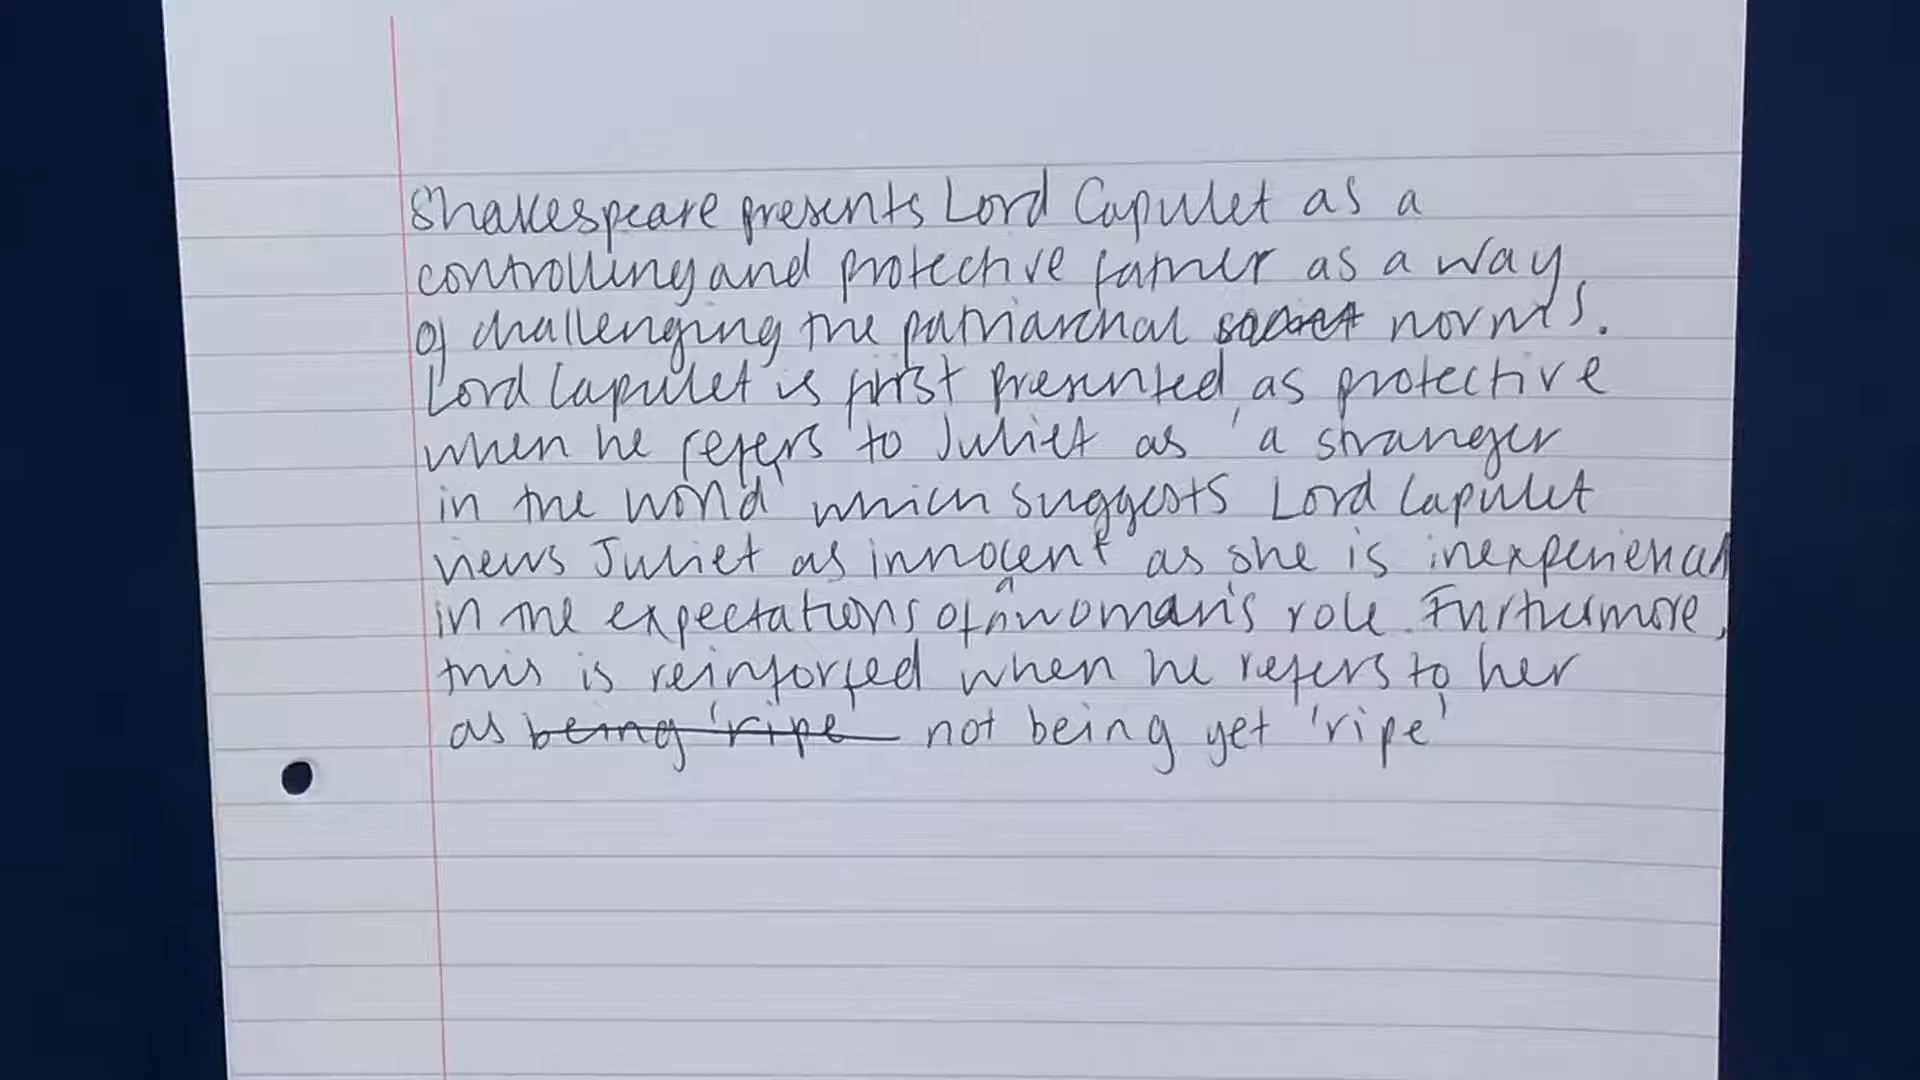 Shakespeare presents Lord Capulet as a
controlling and protective father as a way
of challenging the patriarchal norms.
Lord Capulet is first presented as protective
when he refers to Juliet as 'a stranger
in the world' which suggests Lord Capulet
views Juliet as innocent as she is inexperienced
in the expectations of a woman's role. Furthermore,
this is reinforced when he refers to her
as being 'ripe' not being yet 'ripe'